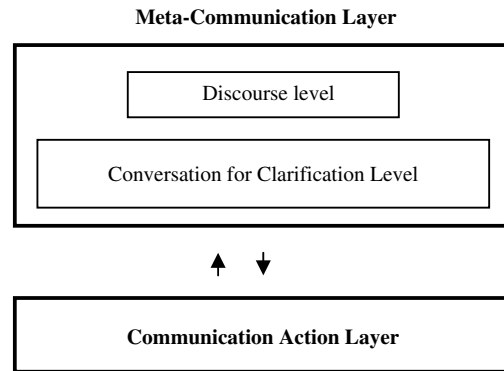 Meta-Communication Layer
Discourse level
Conversation for Clarification Level
Communication Action Layer